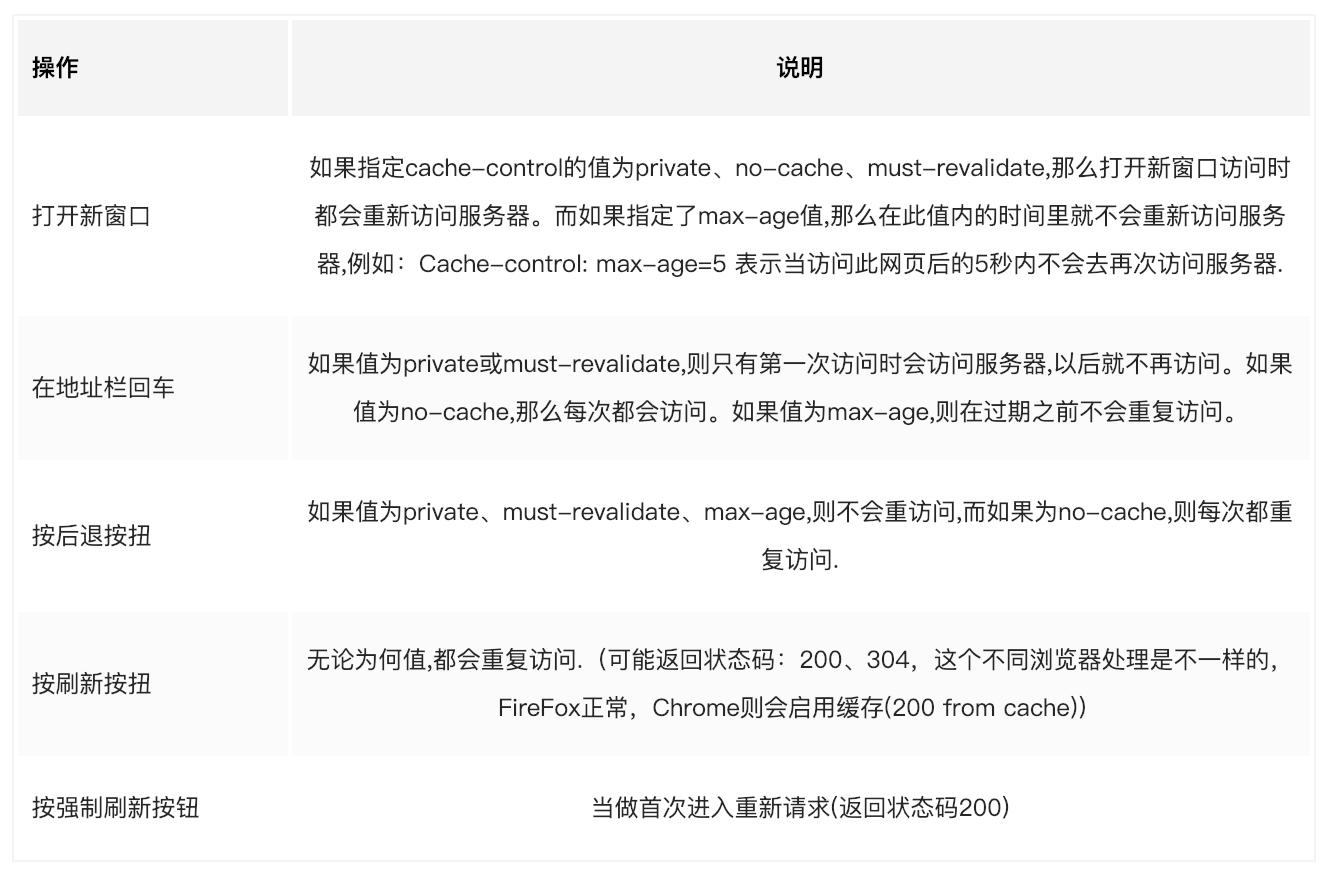 操作
说明
打开新窗口
如果指定cache-control的值为private、no-cache、must-revalidate,那么打开新窗口访问时
都会重新访问服务器。而如果指定了max-age值,那么在此值内的时间里就不会重新访问服务
器,例如：Cache-control: max-age=5 表示当访问此网页后的5秒内不会去再次访问服务器.
在地址栏回车
如果值为private或must-revalidate,则只有第一次访问时会访问服务器,以后就不再访问。如果
值为no-cache,那么每次都会访问。如果值为max-age,则在过期之前不会重复访问。
按后退按扭
如果值为private、must-revalidate、max-age,则不会重访问,而如果为no-cache,则每次都重
复访问.
按刷新按扭
无论为何值,都会重复访问.（可能返回状态码：200、304，这个不同浏览器处理是不一样的，
FireFox正常，Chrome则会启用缓存(200 from cache))
按强制刷新按钮
当做首次进入重新请求(返回状态码200)